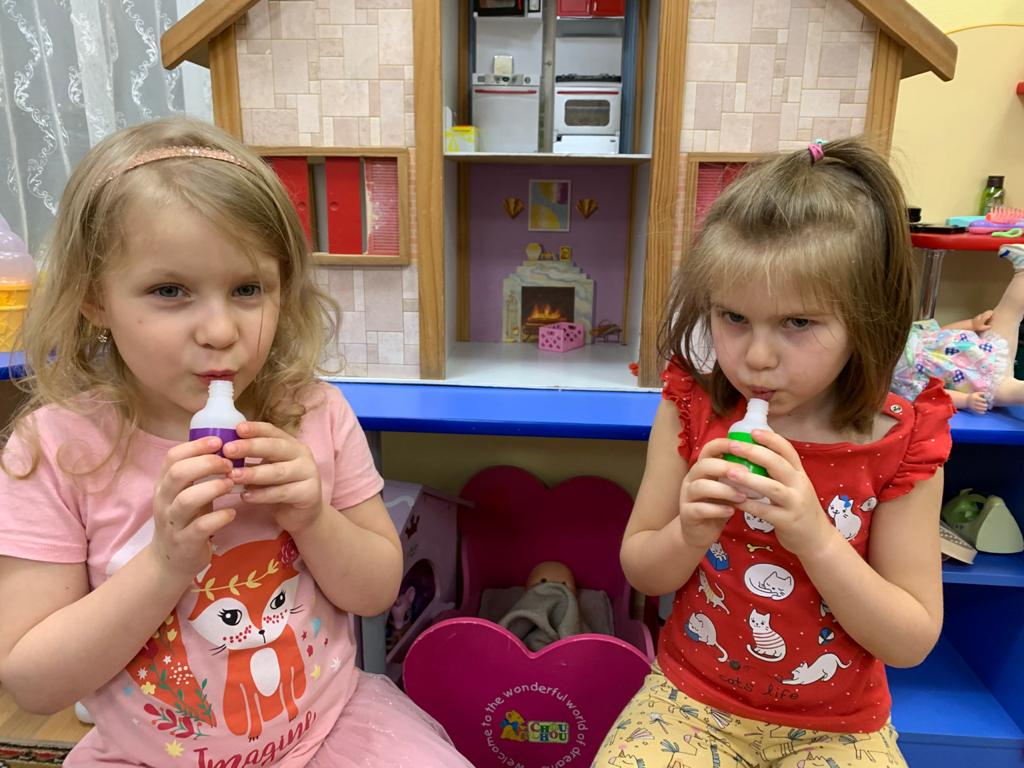 Imagine
cats life
welcome to the wonderful world of dreams
CHOU
CHOU